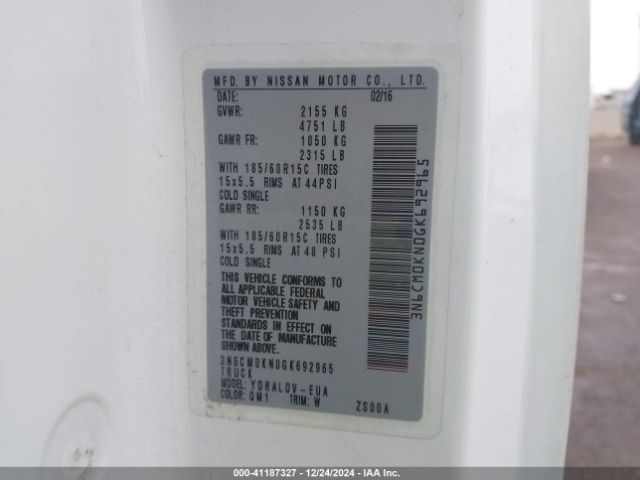 MFD. BY NISSAN MOTOR CO., LTD.
DATE: 02/16
GVWR: 2155 KG
4751 LB
GAWR FR: 1050 KG
2315 LB
WITH 185/60R15C TIRES
15x5.5 RIMS AT 44PSI
COLD SINGLE
GAWR RR: 1150 KG
2535 LB
WITH 185/60R15C TIRES
15x5.5 RIMS AT 48 PSI
COLD SINGLE
THIS VEHICLE CONFORMS TO
ALL APPLICABLE FEDERAL
MOTOR VEHICLE SAFETY AND
THEFT PREVENTION
STANDARDS IN EFFECT ON
THE DATE OF MANUFACTURE
SHOWN ABOVE.
3N6CM0KN0GK692965
TRUCK
MODEL: YDRALDV-EUA
COLOR: QM1 TRIM: W ZS00A
3N6CM0KN0GK692965
000-41187327 - 12/24/2024 - IAA Inc.